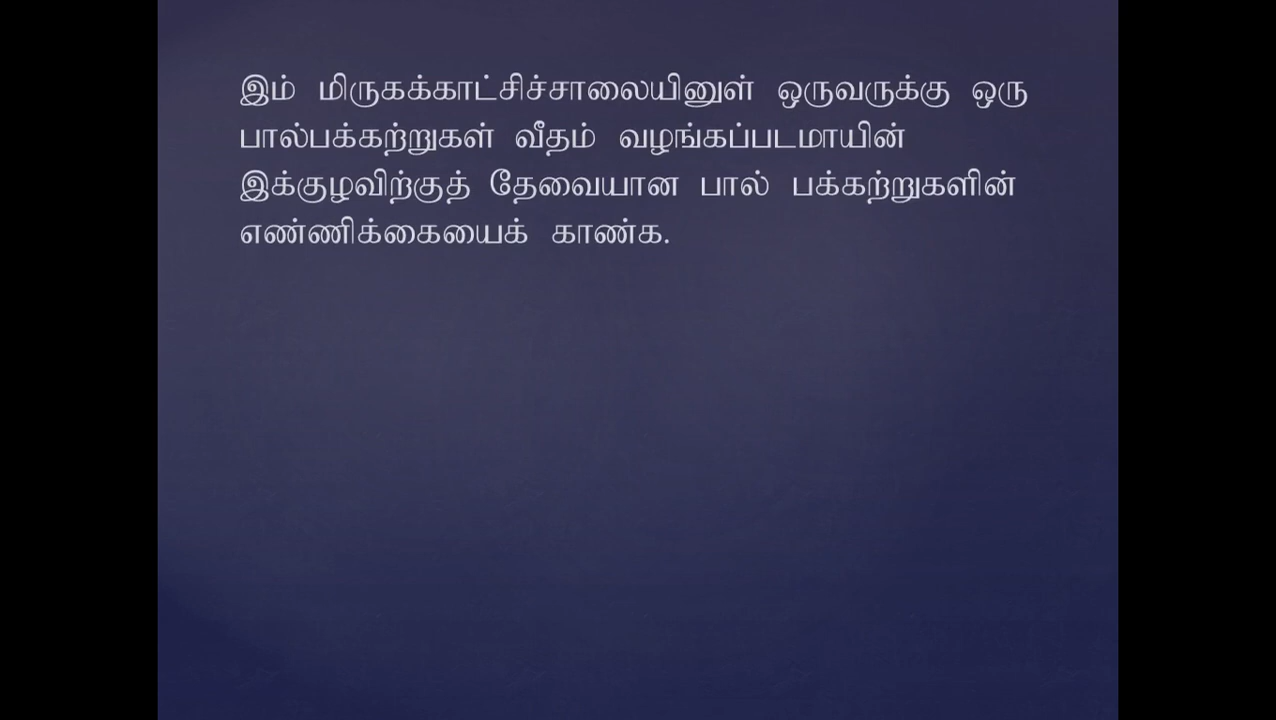 இம் மிருகக்காட்சிச்சாலையினுள் ஒருவருக்கு ஒரு
பால்பக்கற்றுகள் வீதம் வழங்கப்படமாயின்
இக்குழவிற்குத் தேவையான பால் பக்கற்றுகளின்
எண்ணிக்கையைக் காண்க.